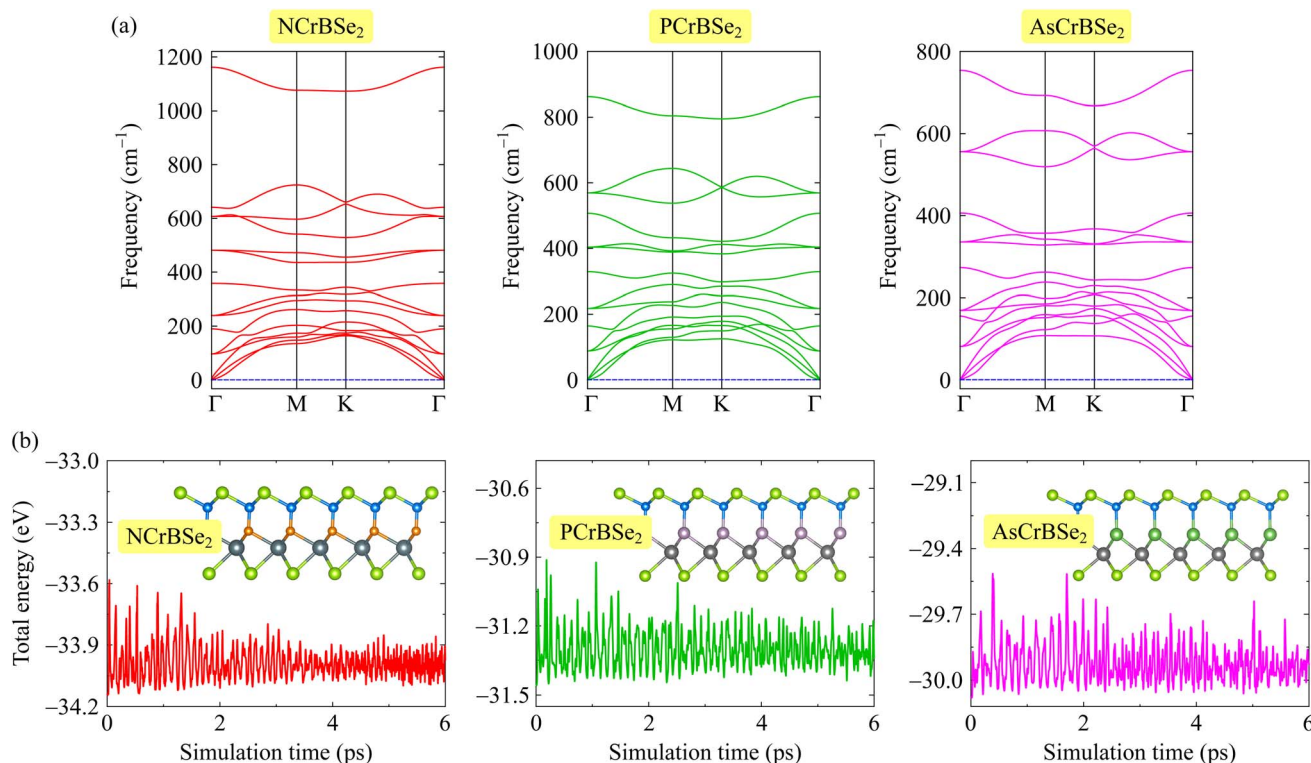 (a)
NCrBSe₂
PCrBSe₂
AsCrBSe₂
Frequency (cm⁻¹)
1200
1000
800
600
400
200
0
Γ M K Γ
Frequency (cm⁻¹)
1000
800
600
400
200
0
Γ M K Γ
Frequency (cm⁻¹)
800
600
400
200
0
Γ M K Γ
(b)
Total energy (eV)
−33.0
−33.3
−33.6
−33.9
−34.2
NCrBSe₂
0 2 4 6
Simulation time (ps)
−30.6
−30.9
−31.2
−31.5
PCrBSe₂
0 2 4 6
Simulation time (ps)
−29.1
−29.4
−29.7
−30.0
AsCrBSe₂
0 2 4 6
Simulation time (ps)